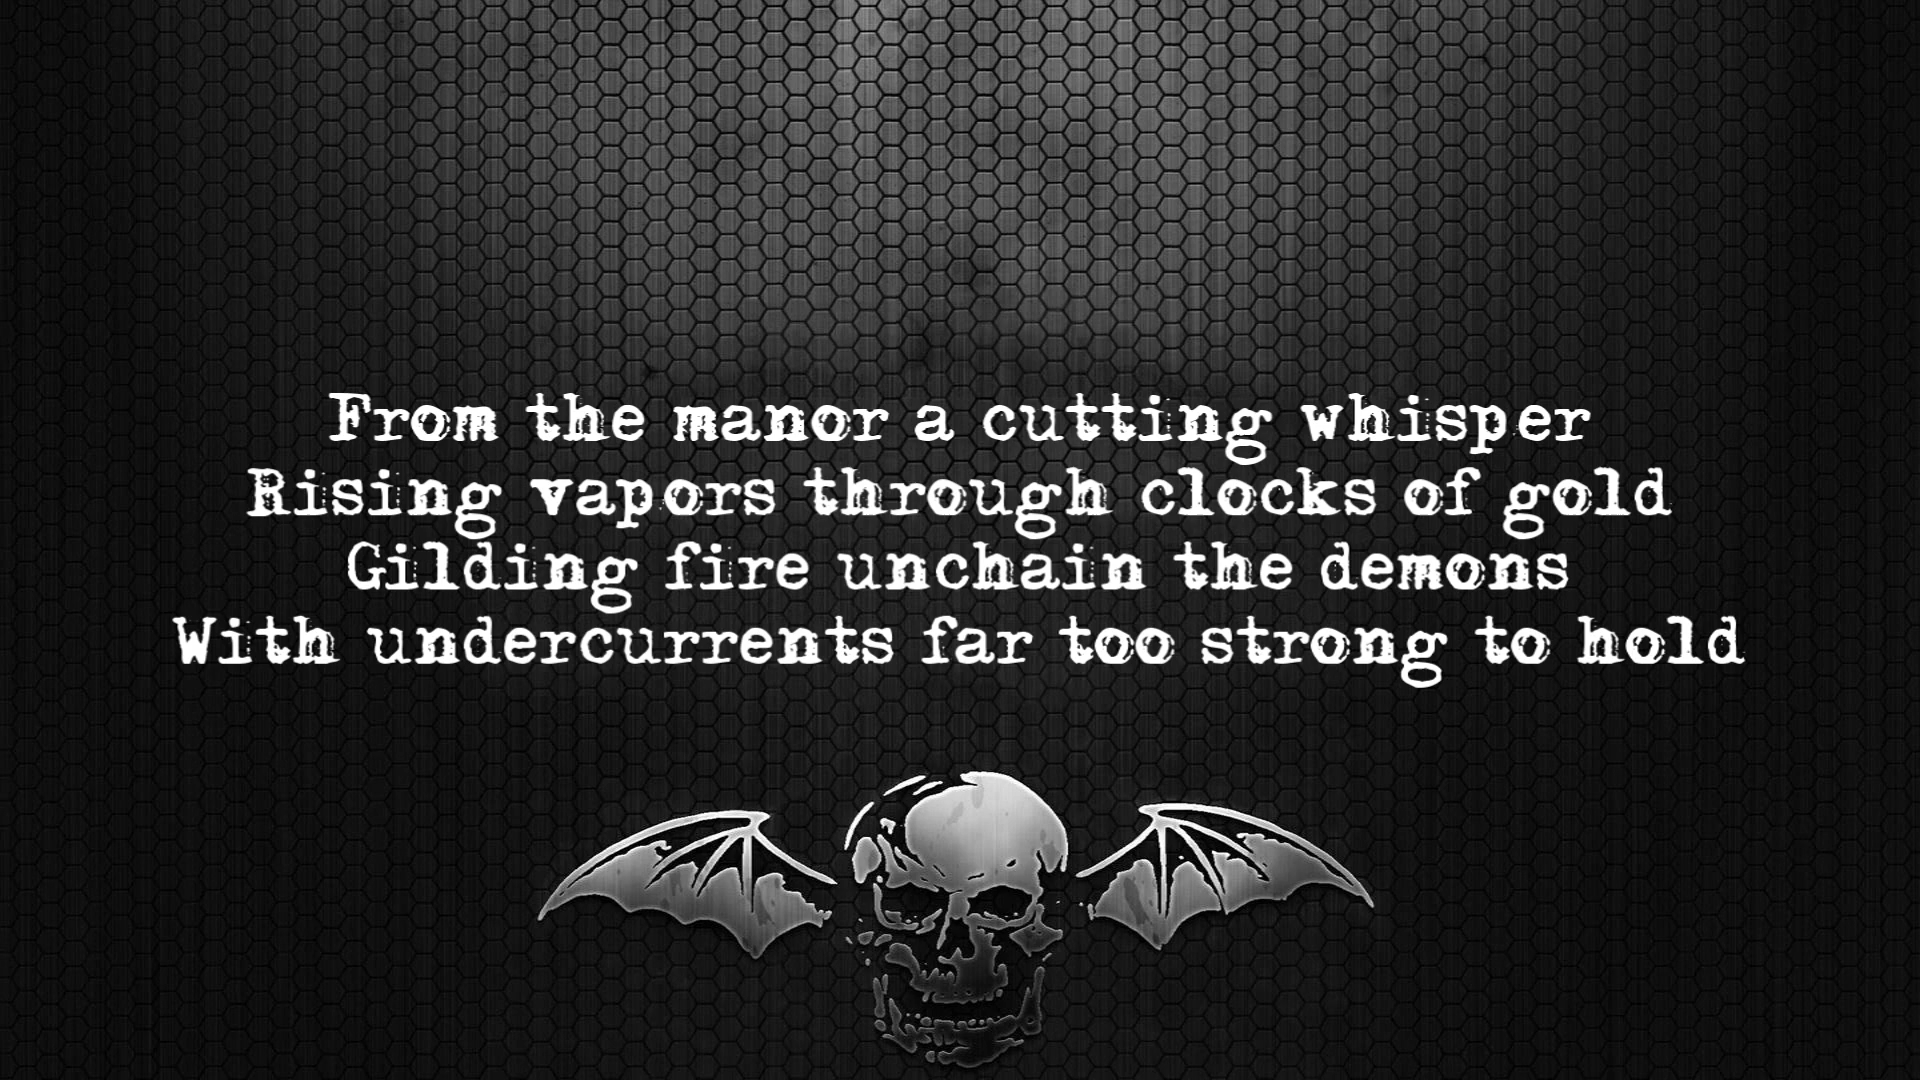 From the manor a cutting whisper
Rising vapors through clocks of gold
Gilding fire unchain the demons
With undercurrents far too strong to hold